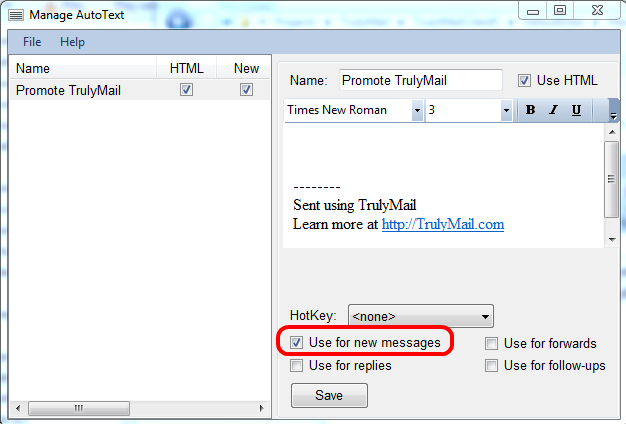 Manage AutoText
File Help
Name HTML New
Promote TrulyMail
Name: Promote TrulyMail Use HTML
Times New Roman 3 B I U
--------
Sent using TrulyMail
Learn more at http://TrulyMail.com
HotKey: <none>
Use for new messages Use for forwards
Use for replies Use for follow-ups
Save